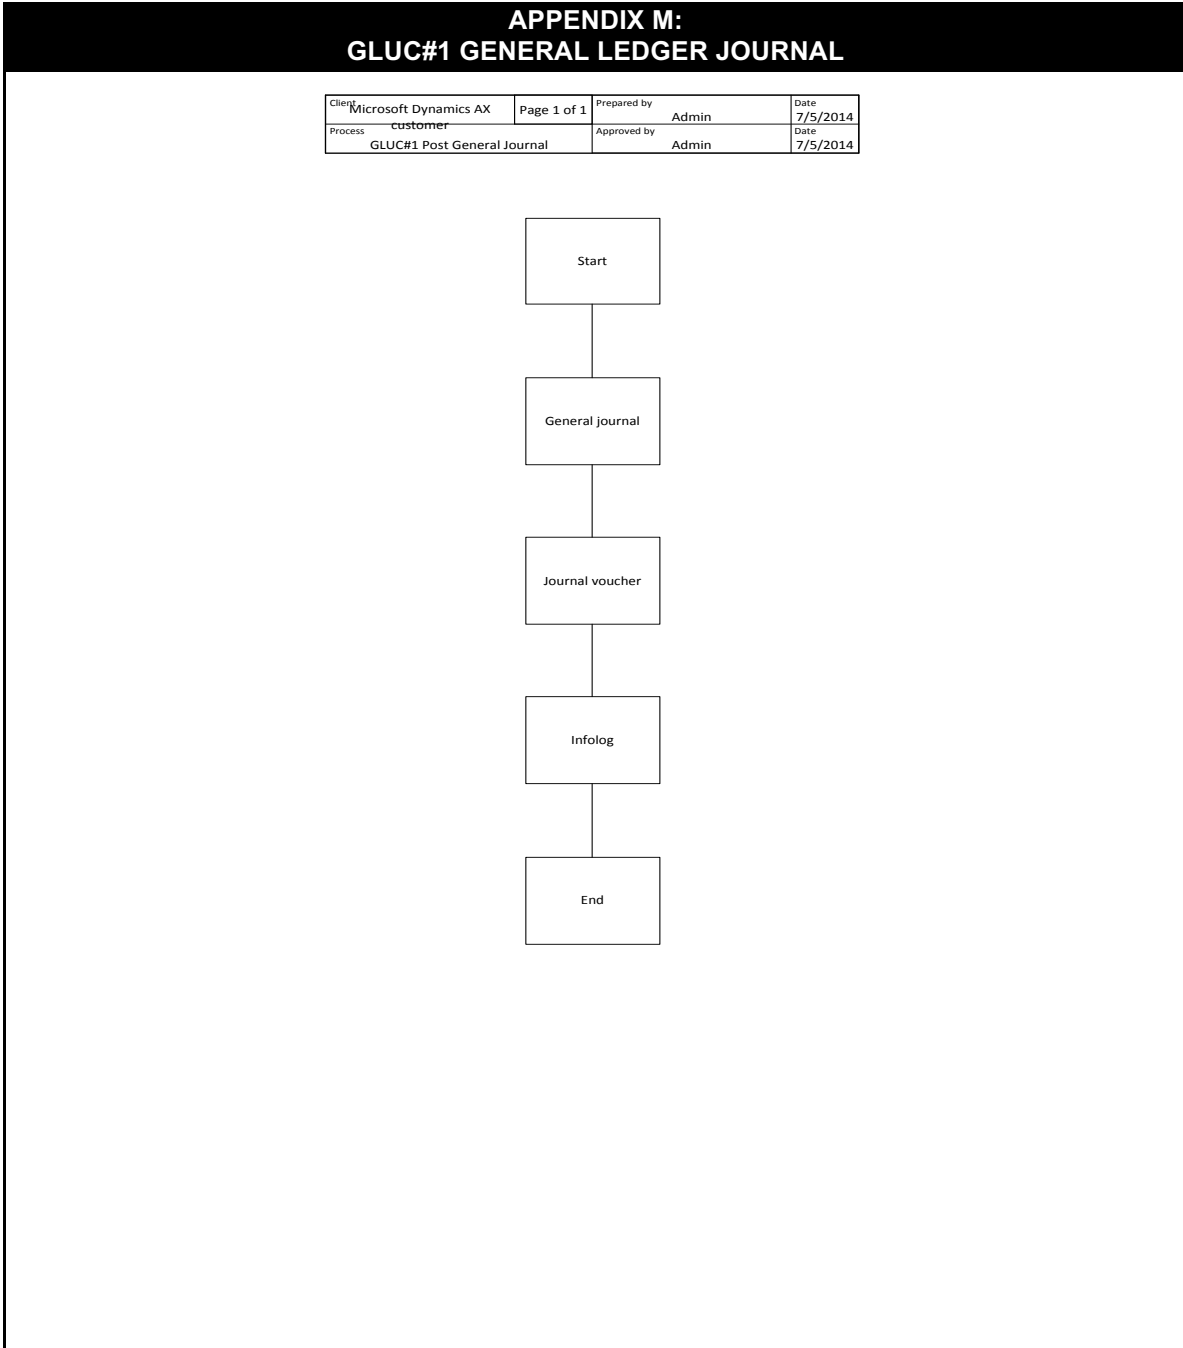 APPENDIX M:
GLUC#1 GENERAL LEDGER JOURNAL
Client
Microsoft Dynamics AX
customer
Page 1 of 1
Prepared by
Admin
Date
7/5/2014
Process
GLUC#1 Post General Journal
Approved by
Admin
Date
7/5/2014
Start
General journal
Journal voucher
Infolog
End